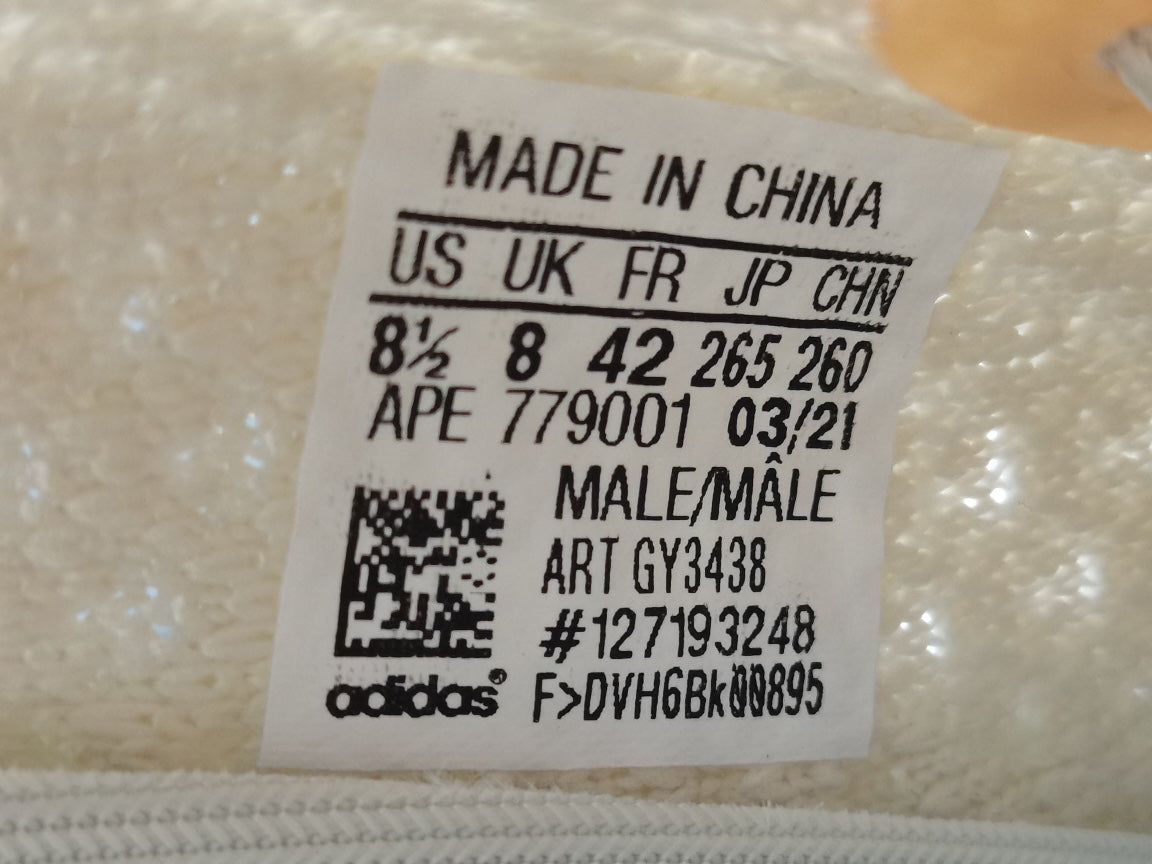 MADE IN CHINA
US UK FR JP CHN
8½ 8 42 265 260
APE 779001 03/21
MALE/MÂLE
ART GY3438
#127193248
F>DVH6Bk00895
adidas®